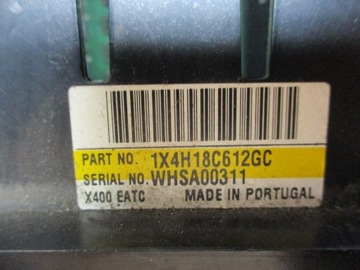 PART NO. 1X4H18C612GC
SERIAL NO. WHSA00311
X400 EATC MADE IN PORTUGAL